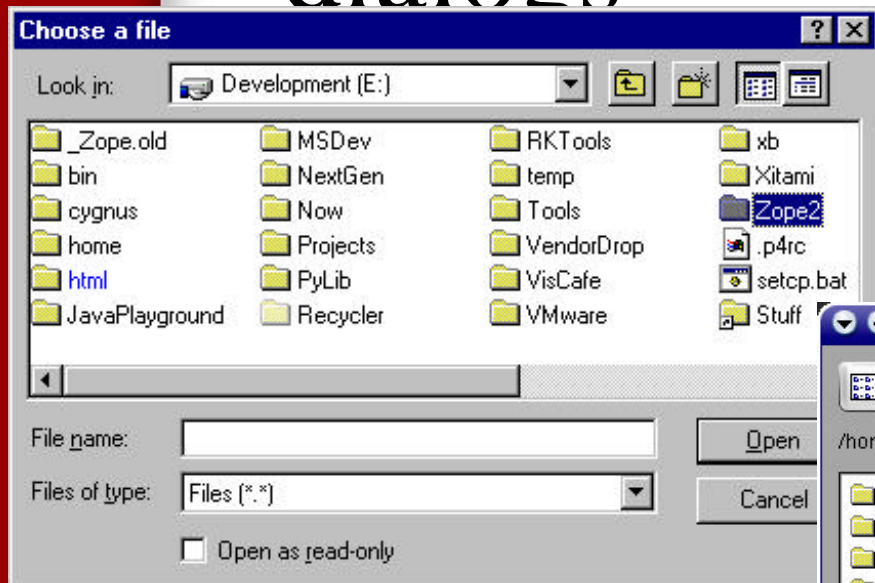 dialogs
Choose a file
Look in:
Development (E:)
_Zope.old
MSDev
RKTools
xb
bin
NextGen
temp
Xitami
cygnus
Now
Tools
Zope2
home
Projects
VendorDrop
.p4rc
html
PyLib
VisCafe
setcp.bat
JavaPlayground
Recycler
VMware
Stuff
File name:
Open
Files of type:
Files (*.*)
Cancel
Open as read-only